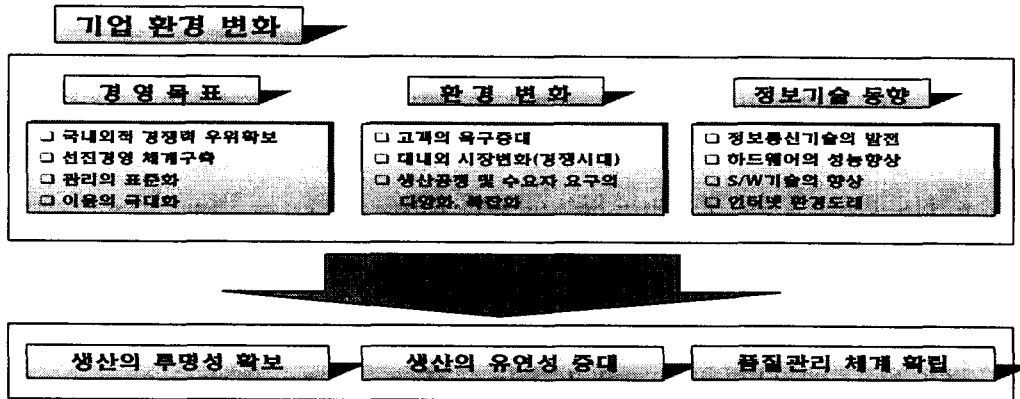 기업 환경 변화
경영목표
□ 국내외적 경쟁력 우위확보
□ 선진경영 체계구축
□ 관리의 표준화
□ 이윤의 극대화
환경 변화
□ 고객의 욕구증대
□ 대내외 시장변화(경쟁시대)
□ 생산공정 및 수요자 요구의
다양화, 복잡화
정보기술 동향
□ 정보통신기술의 발전
□ 하드웨어의 성능향상
□ S/W기술의 향상
□ 인터넷 환경도래
생산의 투명성 확보
생산의 유연성 증대
품질관리 체계 확립